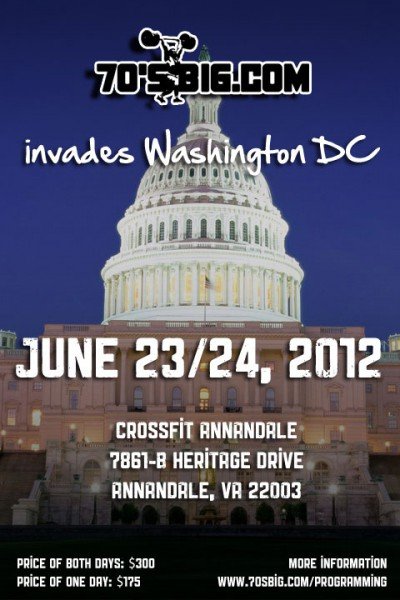 70'SBIG.COM
invades Washington DC
JUNE 23/24, 2012
CROSSFIT ANNANDALE
7861-B HERITAGE DRIVE
ANNANDALE, VA 22003
PRICE OF BOTH DAYS: $300
PRICE OF ONE DAY: $175
MORE INFORMATION
WWW.70SBIG.COM/PROGRAMMING